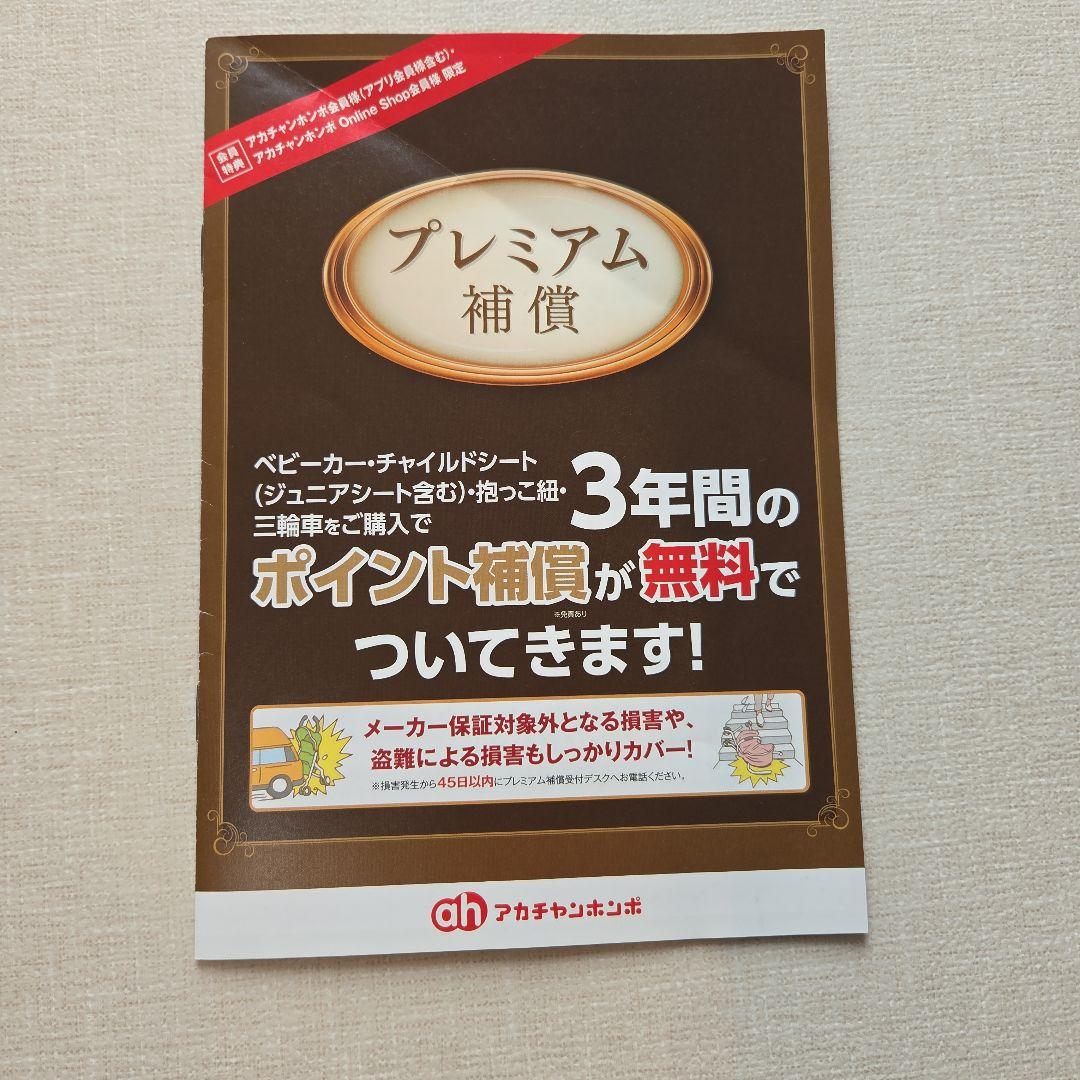 会員
特典
アカチャンホンポ会員様(アプリ会員様含む)・
アカチャンホンポ Online Shop会員様 限定
プレミアム
補償
ベビーカー・チャイルドシート
(ジュニアシート含む)・抱っこ紐・
三輪車をご購入で
3年間の
ポイント補償が無料で
※免責あり
ついてきます!
メーカー保証対象外となる損害や、
盗難による損害もしっかりカバー!
※損害発生から45日以内にプレミアム補償受付デスクへお電話ください。
ah アカチャンホンポ